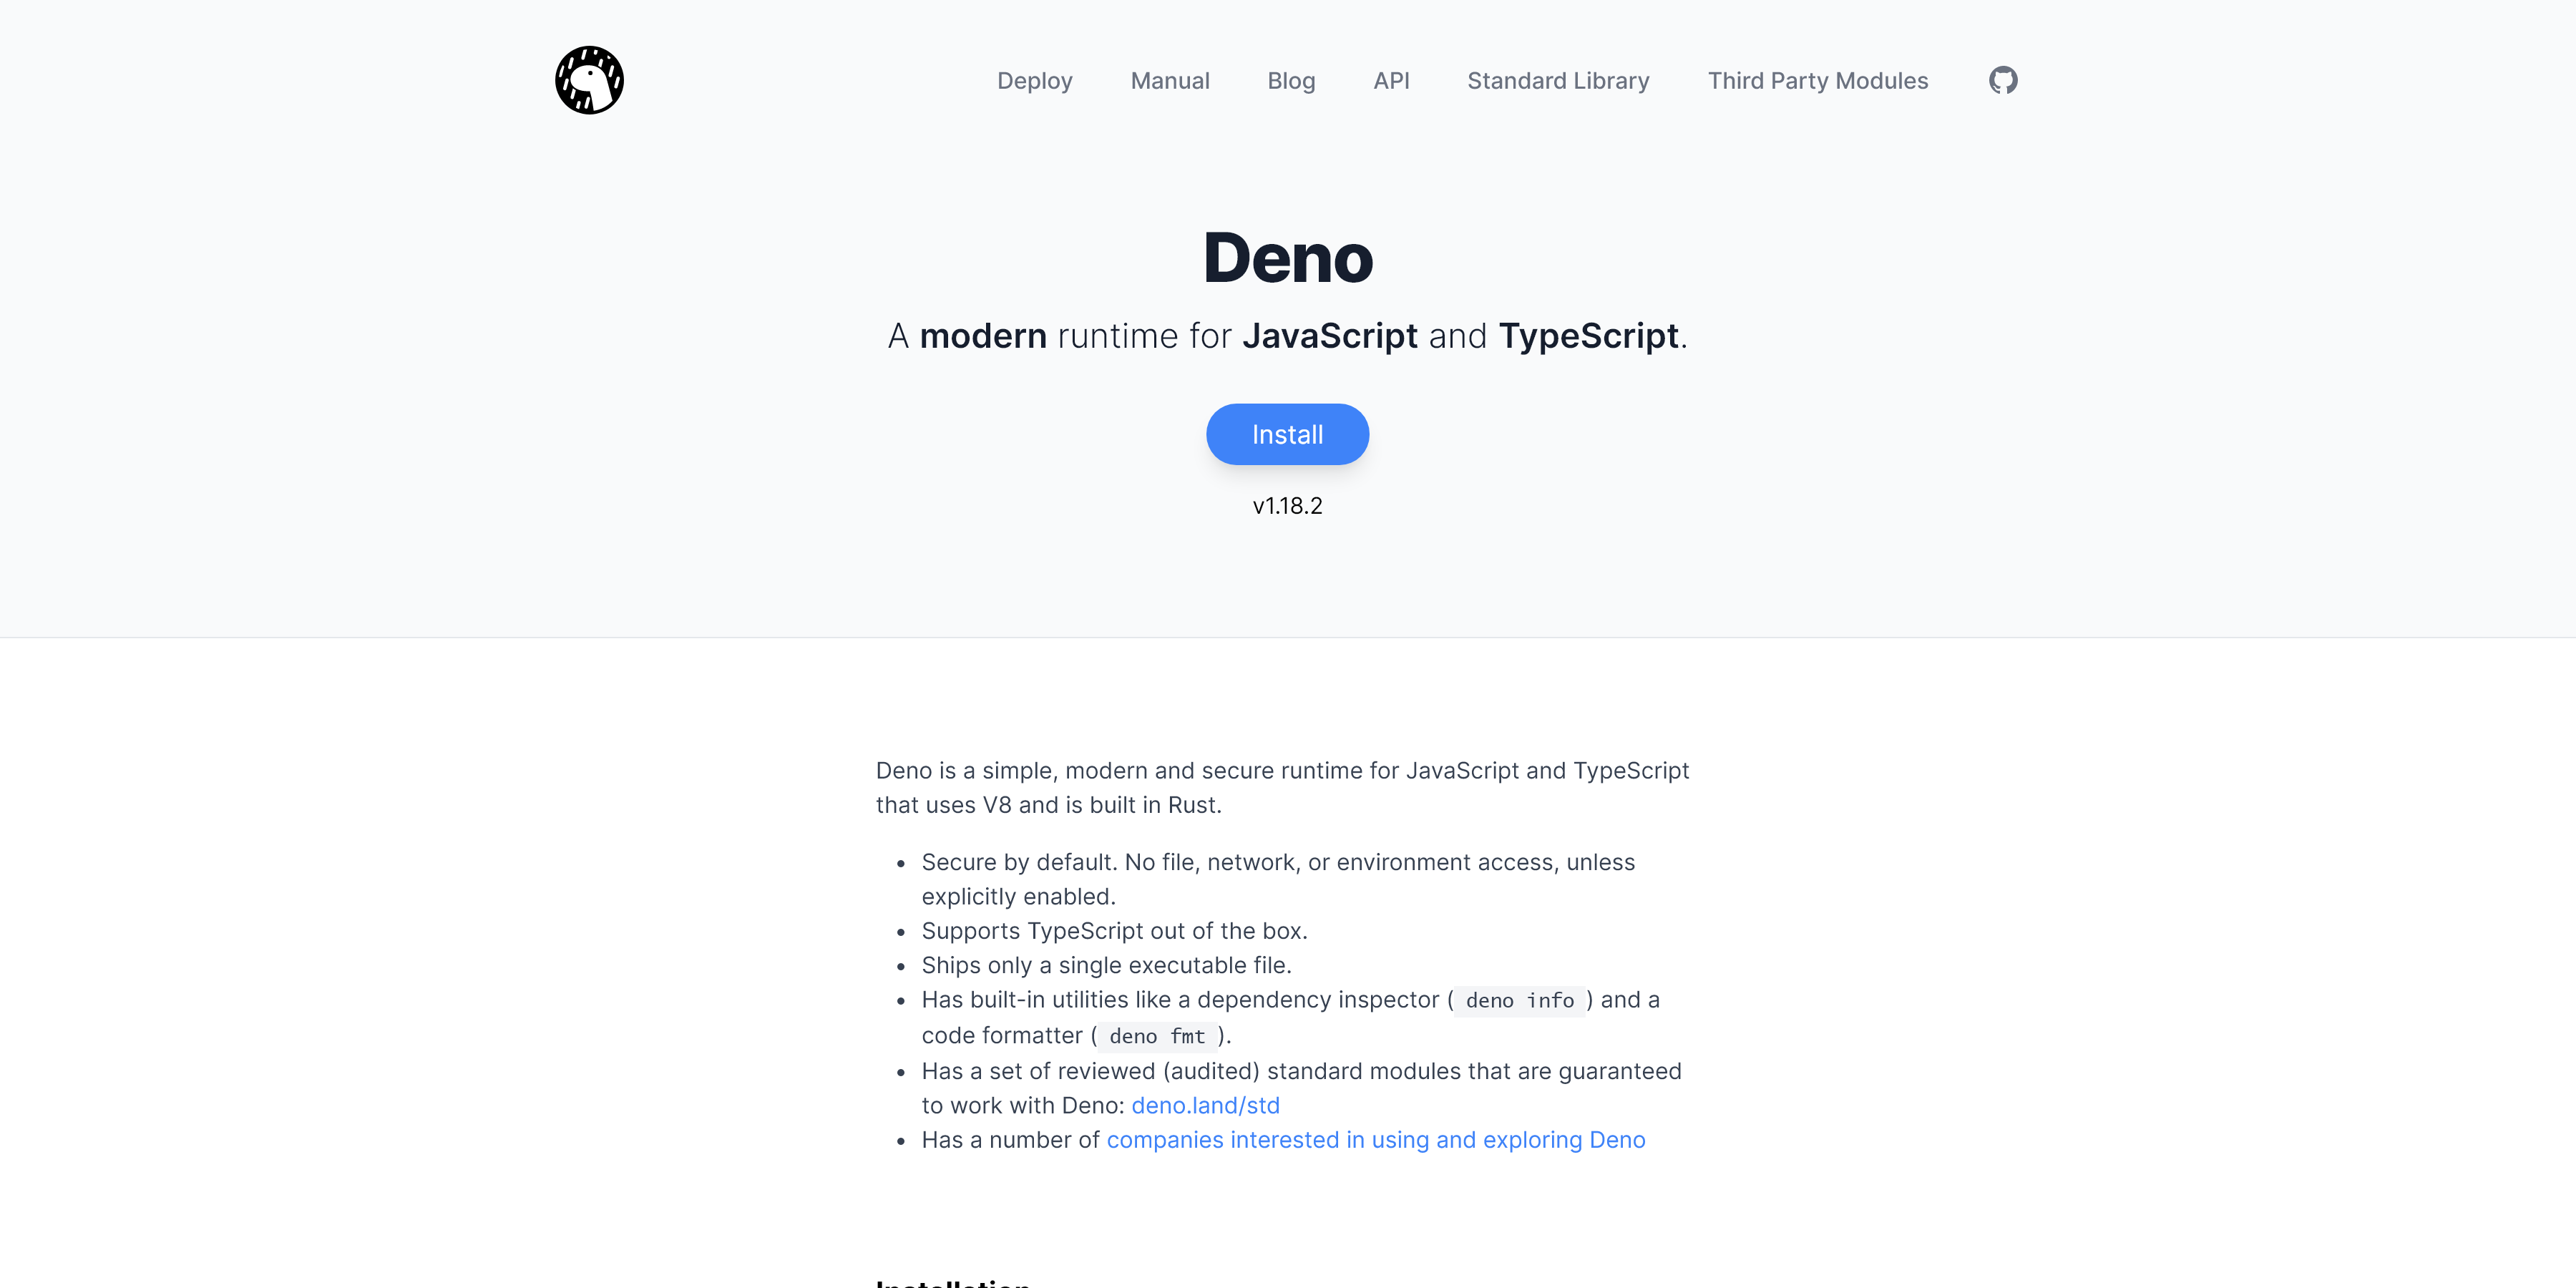 Deploy Manual Blog API Standard Library Third Party Modules
Deno
A modern runtime for JavaScript and TypeScript.
Install
v1.18.2
Deno is a simple, modern and secure runtime for JavaScript and TypeScript
that uses V8 and is built in Rust.
• Secure by default. No file, network, or environment access, unless
explicitly enabled.
• Supports TypeScript out of the box.
• Ships only a single executable file.
• Has built-in utilities like a dependency inspector ( deno info ) and a
code formatter ( deno fmt ).
• Has a set of reviewed (audited) standard modules that are guaranteed
to work with Deno: deno.land/std
• Has a number of companies interested in using and exploring Deno
Installation